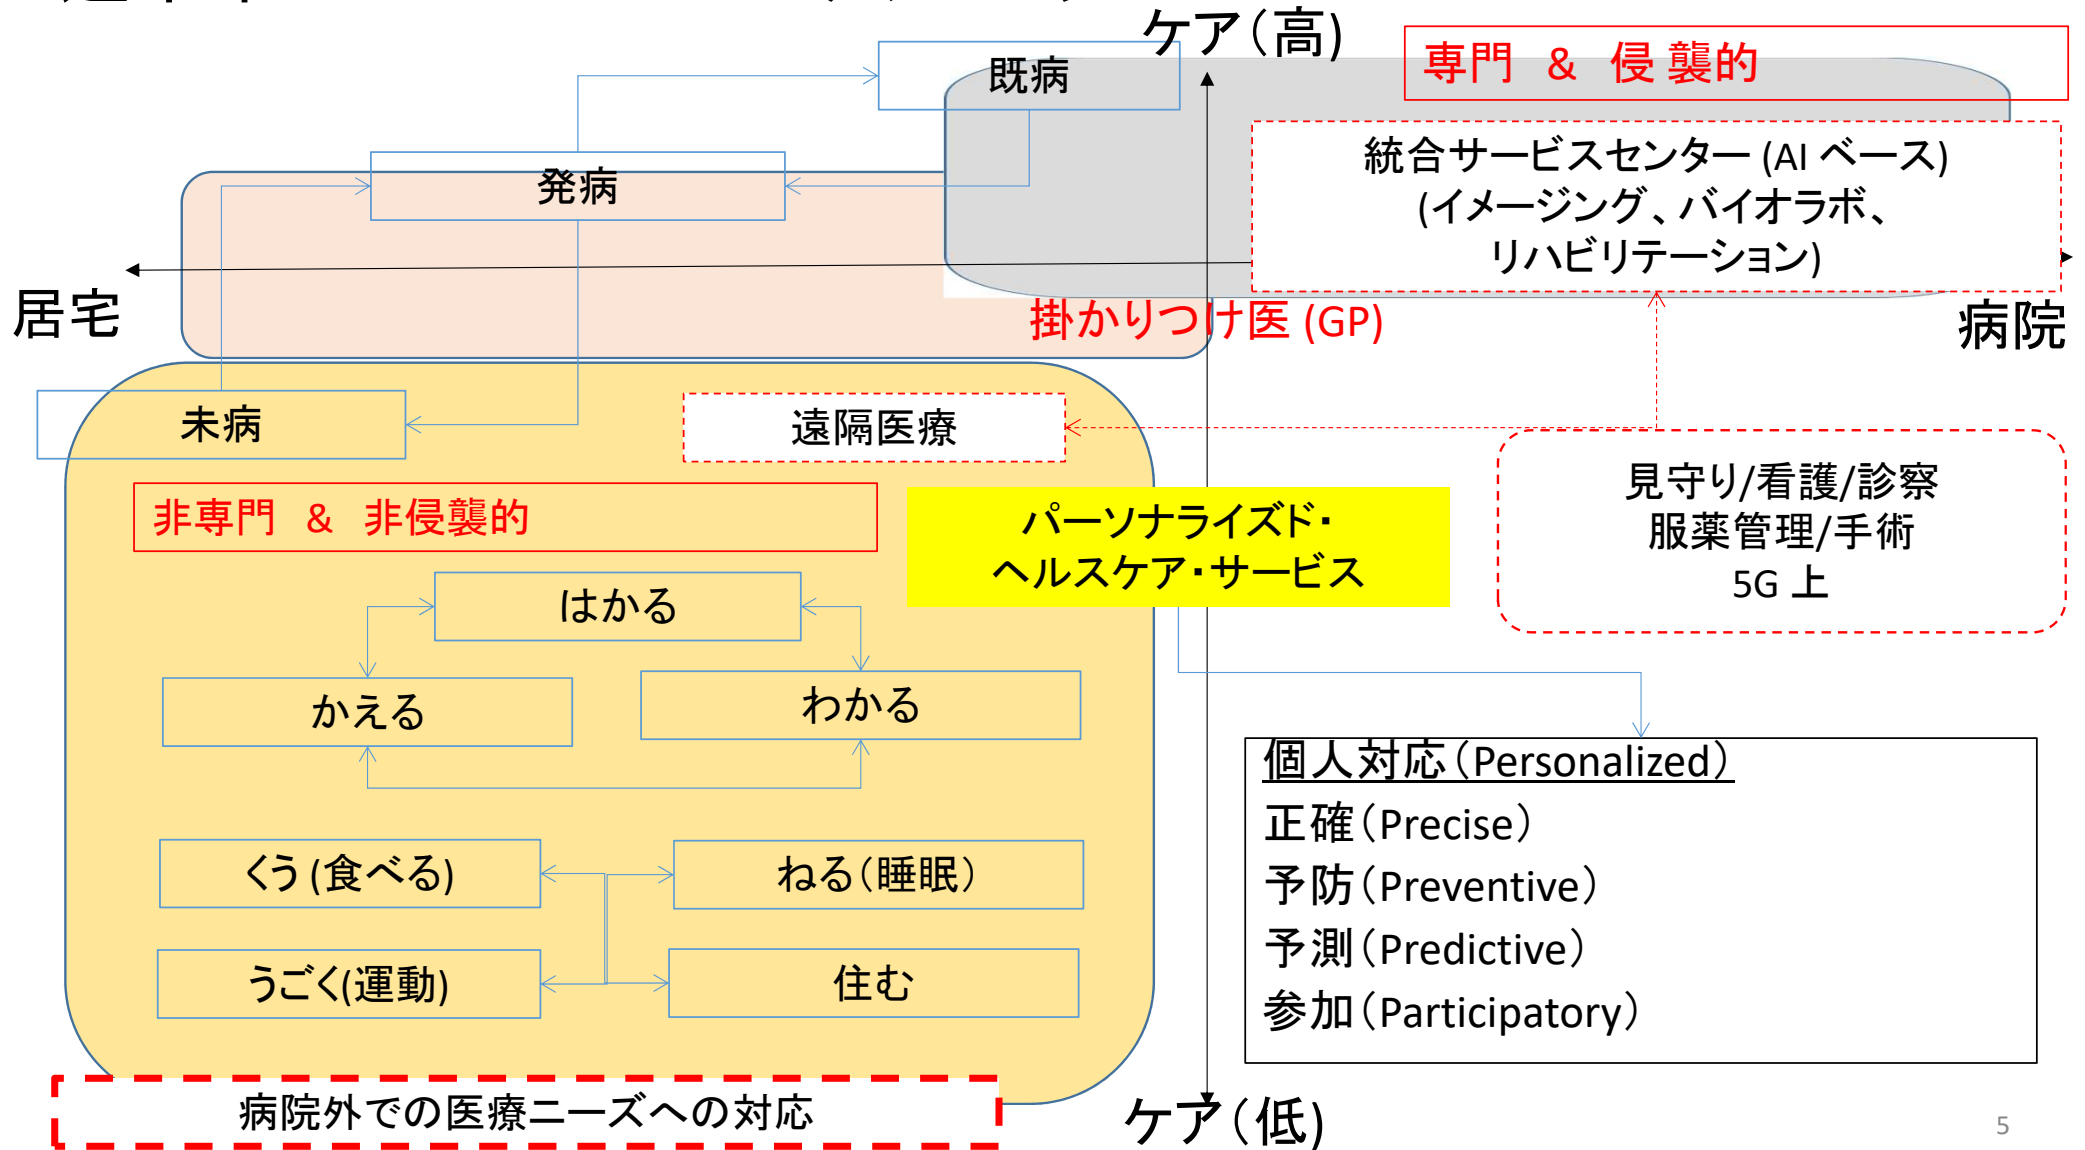 ケア（高)
専門 & 侵 襲的
既病
統合サービスセンター (AI ベース)
(イメージング、バイオラボ、
リハビリテーション)
発病
居宅
掛かりつけ医 (GP)
病院
未病
遠隔医療
見守り/看護/診察
服薬管理/手術
5G 上
非専門 & 非侵襲的
パーソナライズド・
ヘルスケア・サービス
はかる
かえる
わかる
個人対応（Personalized）
正確（Precise）
予防（Preventive）
予測（Predictive）
参加（Participatory）
くう (食べる)
ねる（睡眠）
うごく(運動)
住む
病院外での医療ニーズへの対応
ケア（低)
5